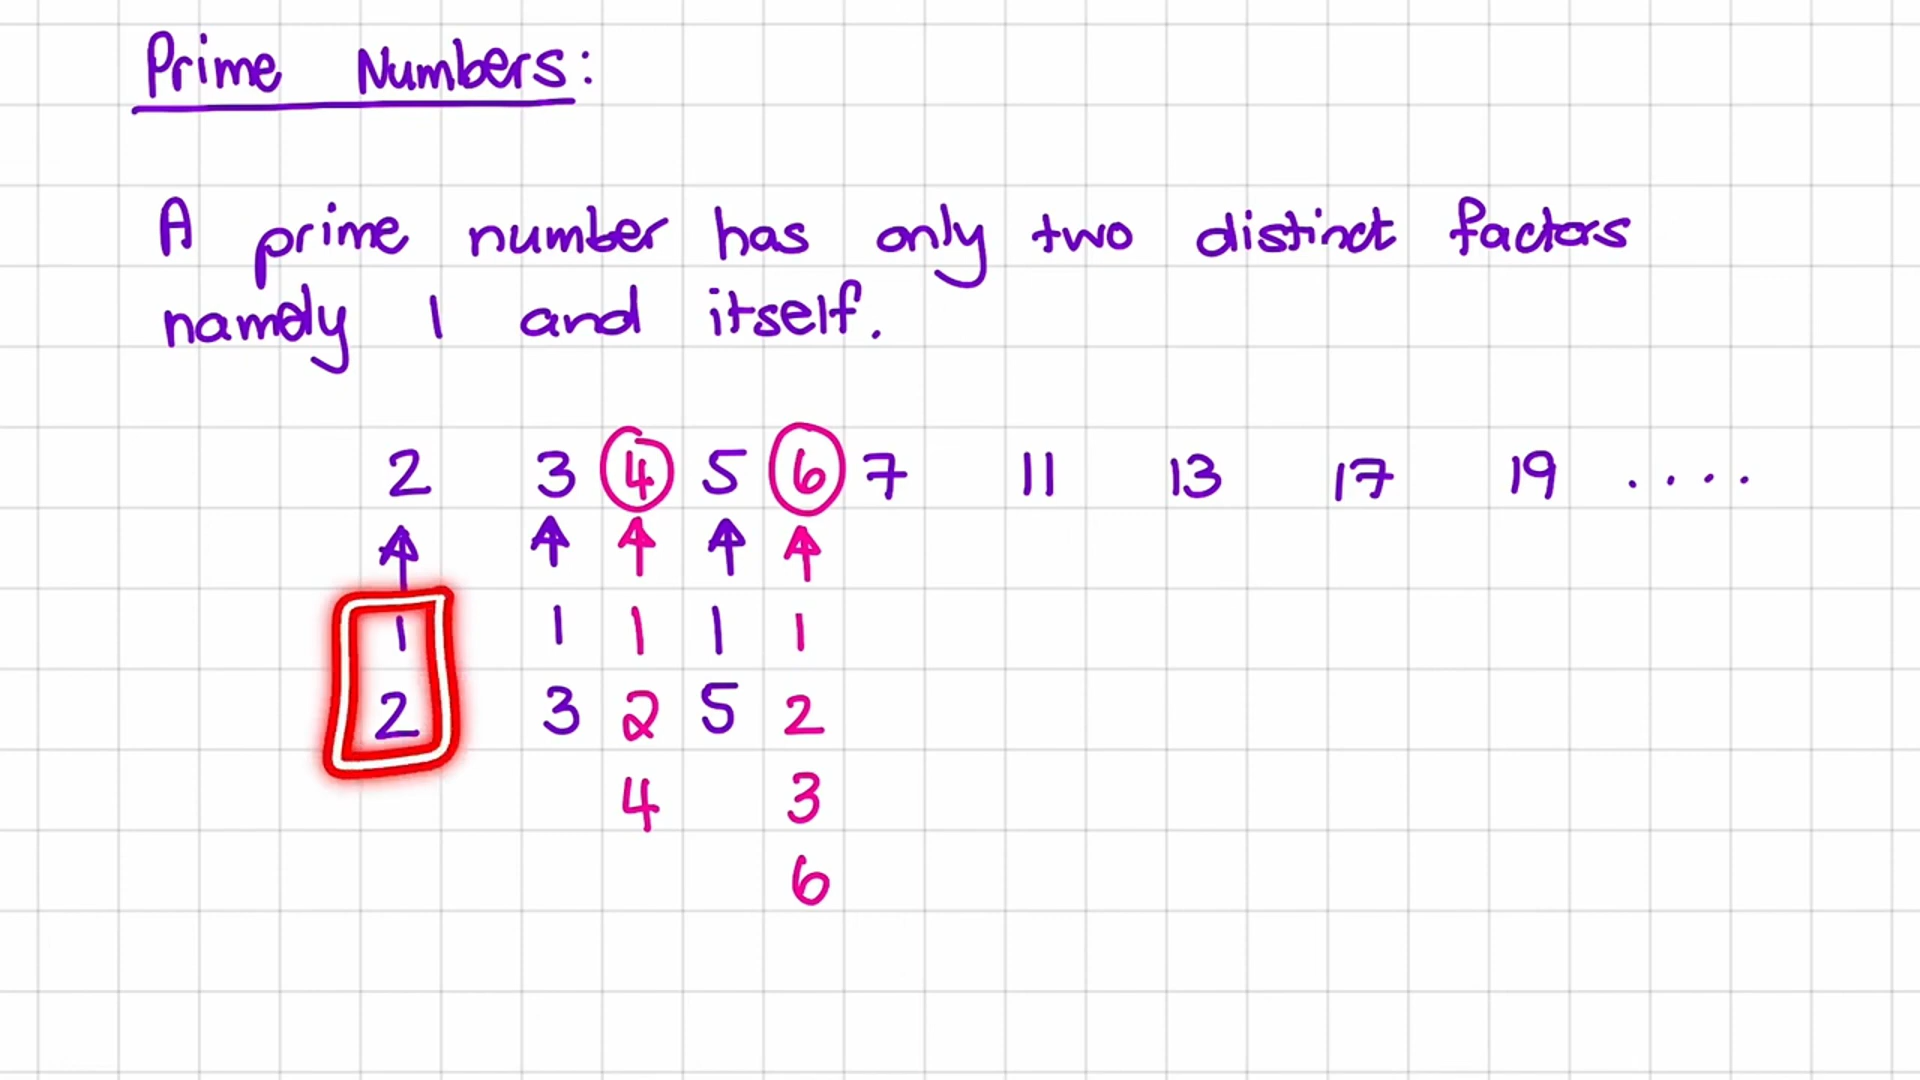 Prime Numbers:
A prime number has only two distinct factors
namely 1 and itself.
2 3 4 5 6 7 11 13 17 19 ....
1 1 1 1 1
2 3 2 5 2
4 3
6